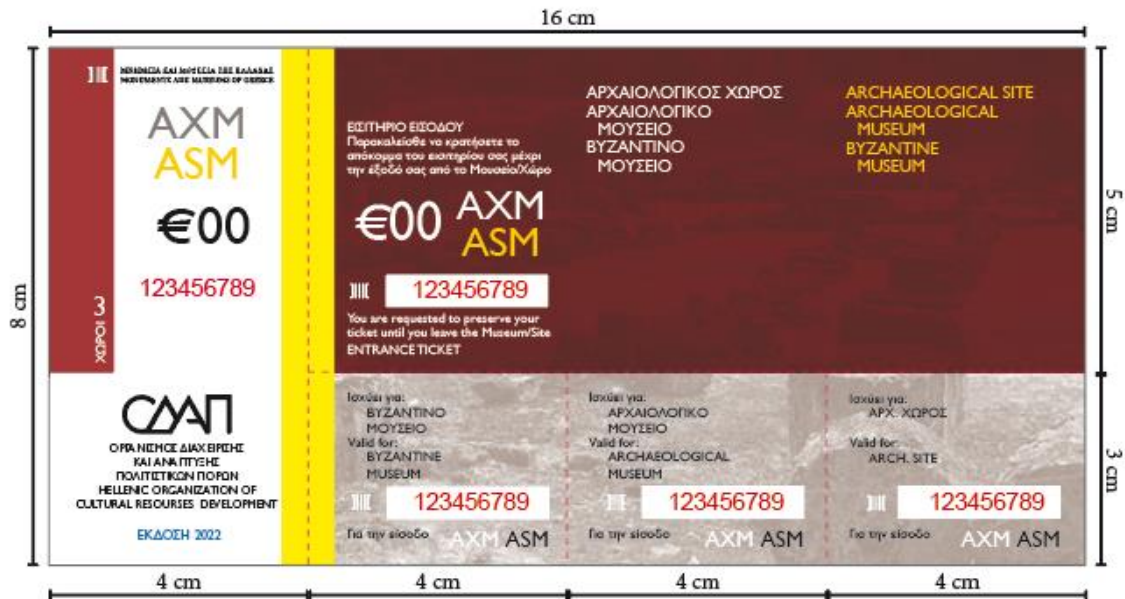 16 cm
8 cm
ΜΝΗΜΕΙΑ ΚΑΙ ΜΟΥΣΕΙΑ ΤΗΣ ΕΛΛΑΔΑΣ
MONUMENTS AND MUSEUMS OF GREECE
ΑΧΜ
ASM
€00
123456789
3
ΧΩΡΟΙ
ΕΙΣΙΤΗΡΙΟ ΕΙΣΟΔΟΥ
Παρακαλείσθε να κρατήσετε το
απόκομμα του εισιτηρίου σας μέχρι
την έξοδό σας από το Μουσείο/Χώρο
€00 ΑΧΜ
ASM
123456789
You are requested to preserve your
ticket until you leave the Museum/Site
ENTRANCE TICKET
ΑΡΧΑΙΟΛΟΓΙΚΟΣ ΧΩΡΟΣ
ΑΡΧΑΙΟΛΟΓΙΚΟ
ΜΟΥΣΕΙΟ
ΒΥΖΑΝΤΙΝΟ
ΜΟΥΣΕΙΟ
ARCHAEOLOGICAL SITE
ARCHAEOLOGICAL
MUSEUM
BYZANTINE
MUSEUM
5 cm
ΟΡΓΑΝΙΣΜΟΣ ΔΙΑΧΕΙΡΙΣΗΣ
ΚΑΙ ΑΝΑΠΤΥΞΗΣ
ΠΟΛΙΤΙΣΤΙΚΩΝ ΠΟΡΩΝ
HELLENIC ORGANIZATION OF
CULTURAL RESOURSES DEVELOPMENT
ΕΚΔΟΣΗ 2022
Ισχύει για:
ΒΥΖΑΝΤΙΝΟ
ΜΟΥΣΕΙΟ
Valid for:
BYZANTINE
MUSEUM
123456789
Για την είσοδο ΑΧΜ ASM
Ισχύει για:
ΑΡΧΑΙΟΛΟΓΙΚΟ
ΜΟΥΣΕΙΟ
Valid for:
ARCHAEOLOGICAL
MUSEUM
123456789
Για την είσοδο ΑΧΜ ASM
Ισχύει για:
ΑΡΧ. ΧΩΡΟΣ
Valid for:
ARCH. SITE
123456789
Για την είσοδο ΑΧΜ ASM
3 cm
4 cm
4 cm
4 cm
4 cm